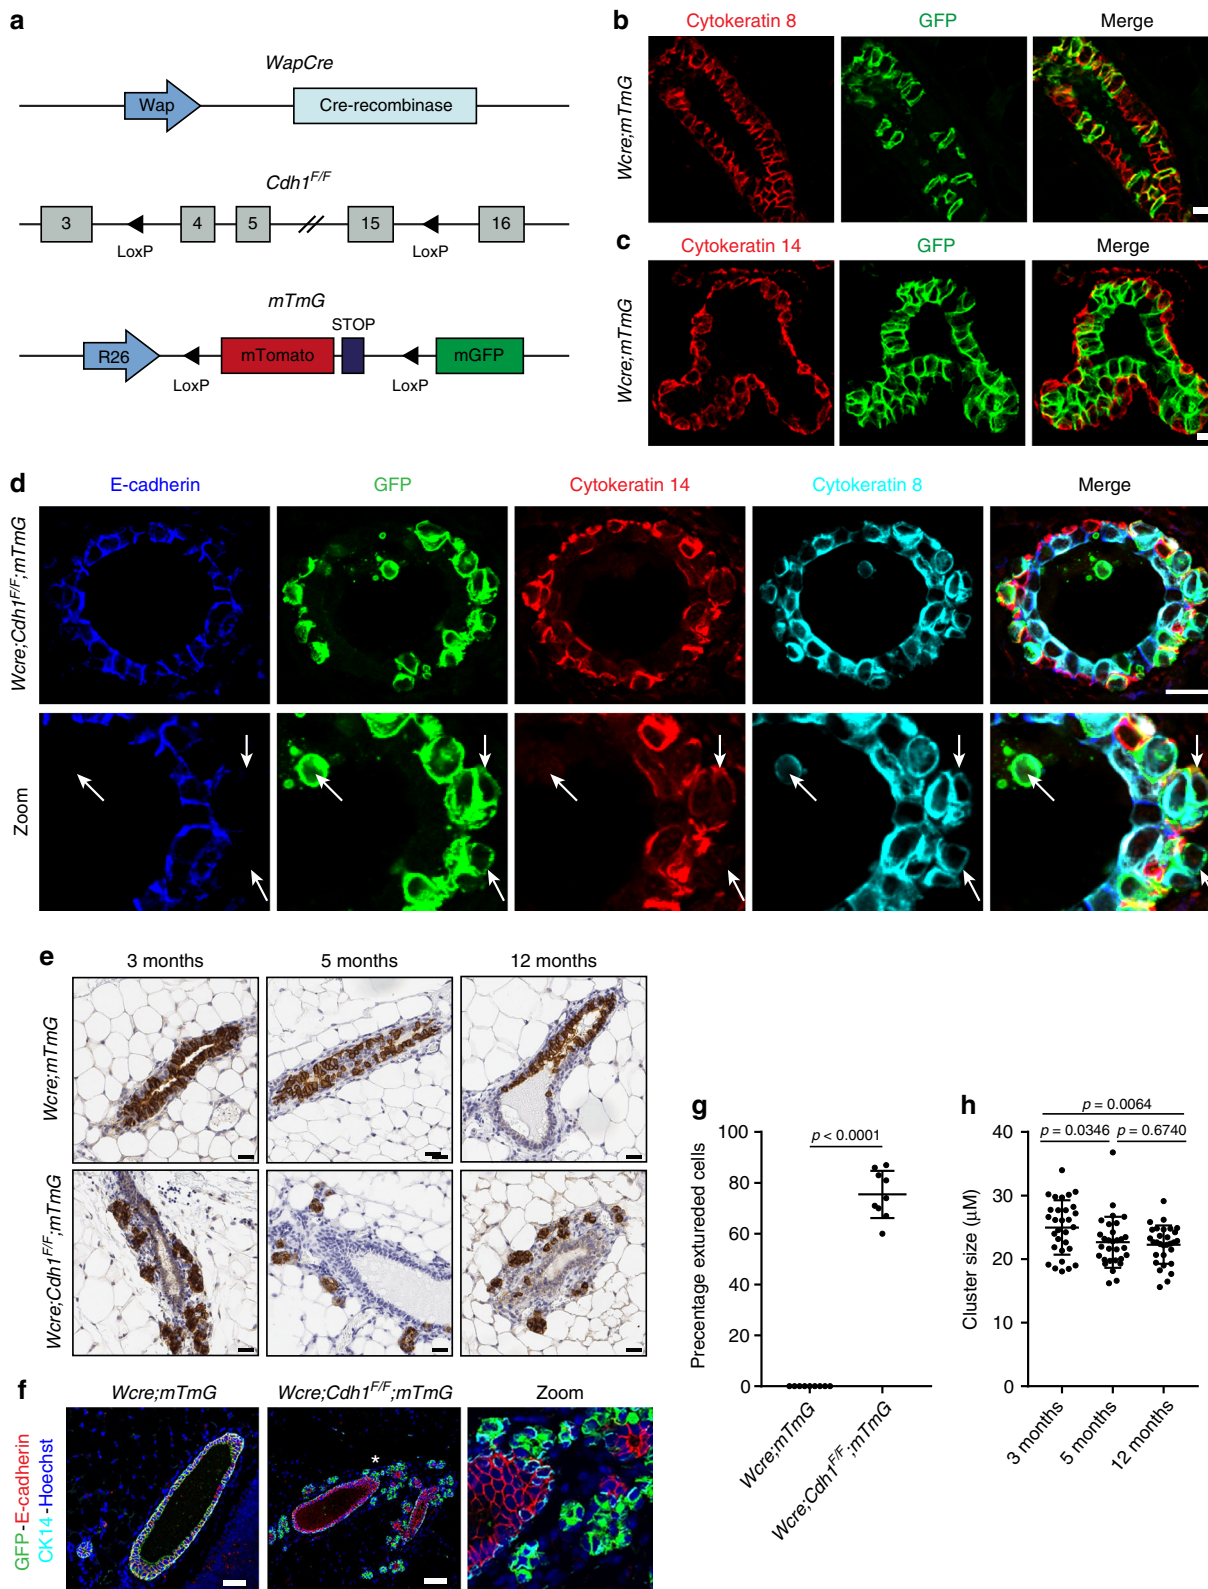 a
WapCre
Wap
Cre-recombinase
Cdh1F/F
3
4
5
15
16
LoxP
LoxP
mTmG
STOP
R26
mTomato
mGFP
LoxP
LoxP
b
Cytokeratin 8
GFP
Merge
Wcre;mTmG
c
Cytokeratin 14
GFP
Merge
Wcre;mTmG
d
E-cadherin
GFP
Cytokeratin 14
Cytokeratin 8
Merge
Wcre;Cdh1F/F;mTmG
Zoom
e
3 months
5 months
12 months
Wcre;mTmG
Wcre;Cdh1F/F;mTmG
f
Wcre;mTmG
Wcre;Cdh1F/F;mTmG
Zoom
GFP-E-cadherin
CK14-Hoechst
*
g
Precentage extureded cells
100
80
60
40
20
0
p < 0.0001
Wcre;mTmG
Wcre;Cdh1F/F;mTmG
h
Cluster size (μM)
40
30
20
10
0
p = 0.0064
p = 0.0346
p = 0.6740
3 months
5 months
12 months